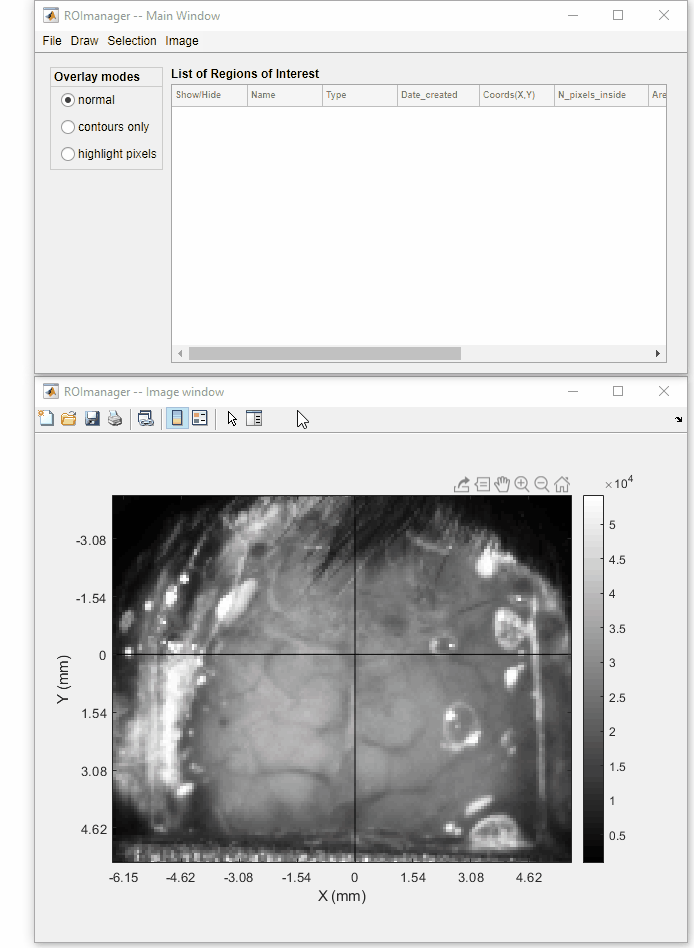 ROImanager -- Main Window
File Draw Selection Image
Overlay modes
normal
contours only
highlight pixels
List of Regions of Interest
Show/Hide Name Type Date_created Coords(X,Y) N_pixels_inside Are
ROImanager -- Image window
×10⁴
5
4.5
4
3.5
3
2.5
2
1.5
1
0.5
Y (mm)
-3.08
-1.54
0
1.54
3.08
4.62
-6.15 -4.62 -3.08 -1.54 0 1.54 3.08 4.62
X (mm)